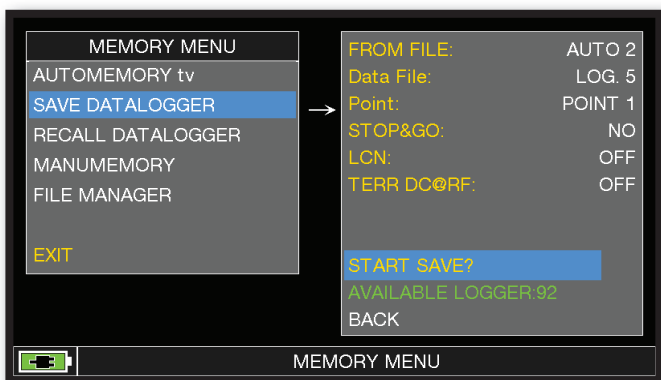 MEMORY MENU
AUTOMEMORY tv
SAVE DATALOGGER
RECALL DATALOGGER
MANUMEMORY
FILE MANAGER
EXIT
FROM FILE: AUTO 2
Data File: LOG. 5
Point: POINT 1
STOP&GO: NO
LCN: OFF
TERR DC@RF: OFF
START SAVE?
AVAILABLE LOGGER:92
BACK
MEMORY MENU